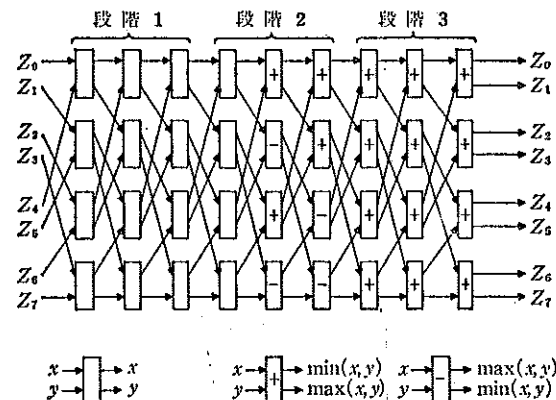 段階 1 段階 2 段階 3
Z₀ Z₀
Z₁ + + + + + Z₁
Z₂ Z₂
Z₃ - + + + + Z₃
Z₄ Z₄
Z₅ + - + + + Z₅
Z₆ Z₆
Z₇ - - + + + Z₇
x x x min(x,y) x max(x,y)
y y y + max(x,y) y - min(x,y)